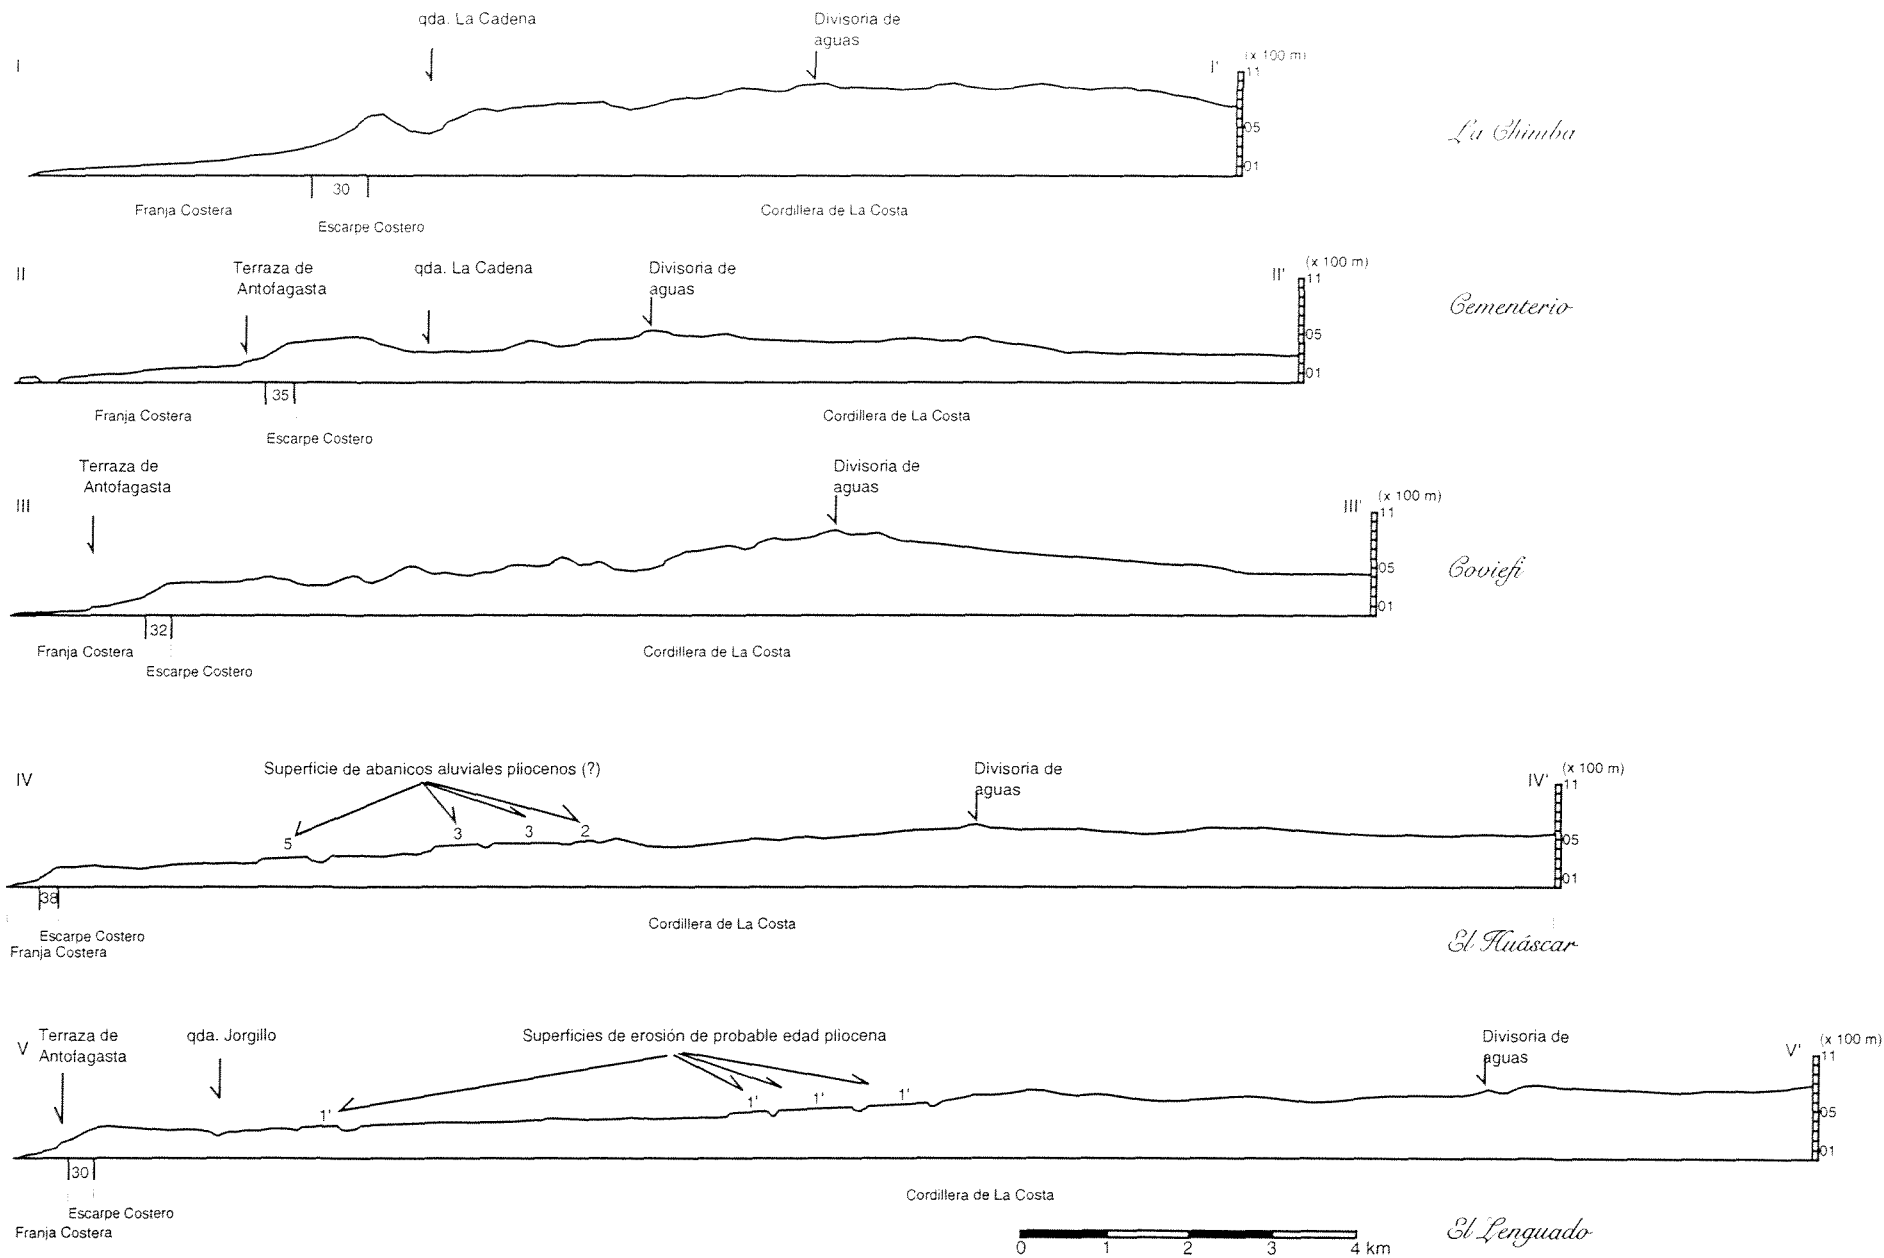 qda. La Cadena
Divisoria de
aguas
I
I'
(x 100 m)
11
05
01
La Chimba
30
Franja Costera
Escarpe Costero
Cordillera de La Costa
II
Terraza de
Antofagasta
qda. La Cadena
Divisoria de
aguas
II'
(x 100 m)
11
05
01
Cementerio
35
Franja Costera
Escarpe Costero
Cordillera de La Costa
III
Terraza de
Antofagasta
Divisoria de
aguas
III'
(x 100 m)
11
05
01
Coviefi
32
Franja Costera
Escarpe Costero
Cordillera de La Costa
IV
Superficie de abanicos aluviales pliocenos (?)
5
3
3
2
Divisoria de
aguas
IV'
(x 100 m)
11
05
01
38
Escarpe Costero
Franja Costera
Cordillera de La Costa
El Huáscar
V
Terraza de
Antofagasta
qda. Jorgillo
Superficies de erosión de probable edad pliocena
1'
1'
1'
1'
Divisoria de
aguas
V'
(x 100 m)
11
05
01
30
Escarpe Costero
Franja Costera
Cordillera de La Costa
0 1 2 3 4 km
El Lenguado